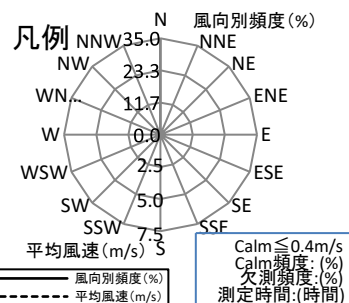 凡例
風向別頻度(%)
N
NNE
NE
ENE
E
ESE
SE
SSE
S
SSW
SW
WSW
W
WN...
NW
NNW
35.0
23.3
11.7
0.0
2.5
5.0
7.5
平均風速(m/s)
風向別頻度(%)
平均風速(m/s)
Calm≦0.4m/s
Calm頻度: (%)
欠測頻度:(%)
測定時間:(時間)